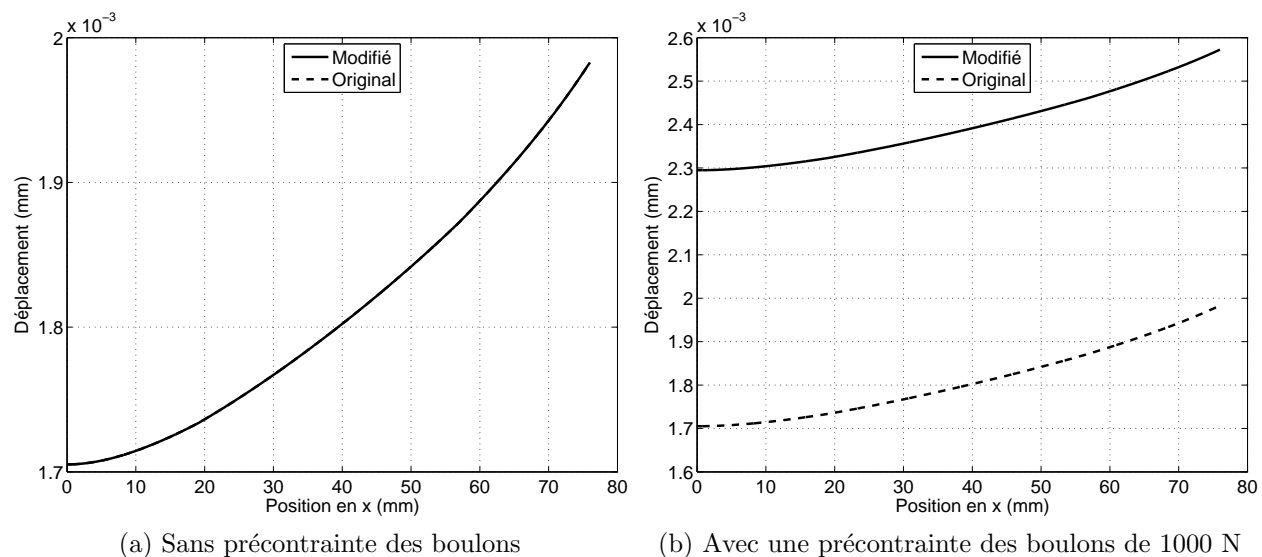 x 10⁻³
2
1.9
1.8
1.7
Déplacement (mm)
Modifié
Original
0 10 20 30 40 50 60 70 80
Position en x (mm)
(a) Sans précontrainte des boulons
x 10⁻³
2.6
2.5
2.4
2.3
2.2
2.1
2
1.9
1.8
1.7
1.6
Déplacement (mm)
Modifié
Original
0 10 20 30 40 50 60 70 80
Position en x (mm)
(b) Avec une précontrainte des boulons de 1000 N